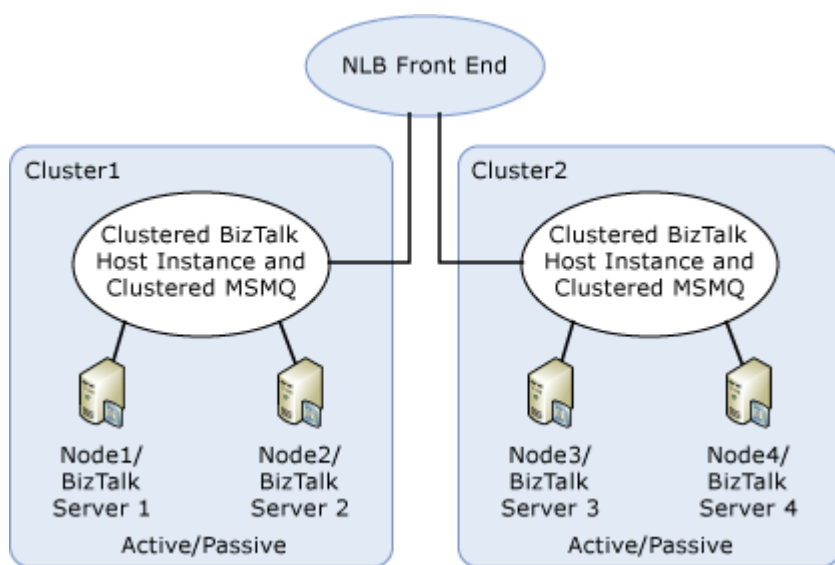 NLB Front End
Cluster1
Clustered BizTalk
Host Instance and
Clustered MSMQ
Node1/
BizTalk
Server 1
Node2/
BizTalk
Server 2
Active/Passive
Cluster2
Clustered BizTalk
Host Instance and
Clustered MSMQ
Node3/
BizTalk
Server 3
Node4/
BizTalk
Server 4
Active/Passive